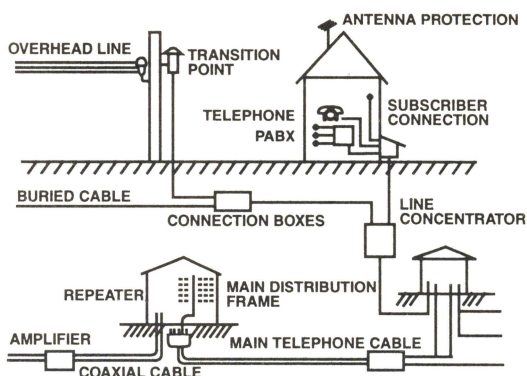 ANTENNA PROTECTION
OVERHEAD LINE
TRANSITION
POINT
TELEPHONE
PABX
SUBSCRIBER
CONNECTION
BURIED CABLE
CONNECTION BOXES
LINE
CONCENTRATOR
REPEATER
MAIN DISTRIBUTION
FRAME
AMPLIFIER
MAIN TELEPHONE CABLE
COAXIAL CABLE